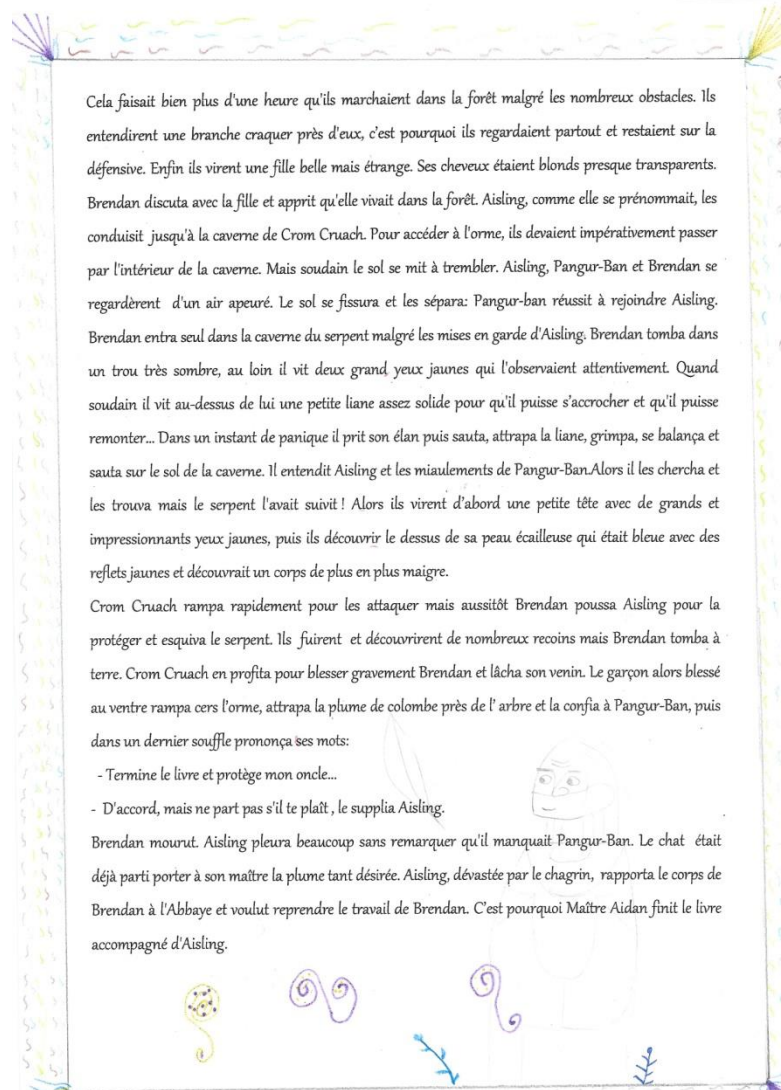 Cela faisait bien plus d'une heure qu'ils marchaient dans la forêt malgré les nombreux obstacles. Ils
entendirent une branche craquer près d'eux, c'est pourquoi ils regardaient partout et restaient sur la
défensive. Enfin ils virent une fille belle mais étrange. Ses cheveux étaient blonds presque transparents.
Brendan discuta avec la fille et apprit qu'elle vivait dans la forêt. Aisling, comme elle se prénommait, les
conduisit jusqu'à la caverne de Crom Cruach. Pour accéder à l'orme, ils devaient impérativement passer
par l'intérieur de la caverne. Mais soudain le sol se mit à trembler. Aisling, Pangur-Ban et Brendan se
regardèrent d'un air apeuré. Le sol se fissura et les sépara: Pangur-ban réussit à rejoindre Aisling.
Brendan entra seul dans la caverne du serpent malgré les mises en garde d'Aisling. Brendan tomba dans
un trou très sombre, au loin il vit deux grand yeux jaunes qui l'observaient attentivement. Quand
soudain il vit au-dessus de lui une petite liane assez solide pour qu'il puisse s'accrocher et qu'il puisse
remonter... Dans un instant de panique il prit son élan puis sauta, attrapa la liane, grimpa, se balança et
sauta sur le sol de la caverne. Il entendit Aisling et les miaulements de Pangur-Ban.Alors il les chercha et
les trouva mais le serpent l'avait suivit ! Alors ils virent d'abord une petite tête avec de grands et
impressionnants yeux jaunes, puis ils découvrir le dessus de sa peau écailleuse qui était bleue avec des
reflets jaunes et découvrait un corps de plus en plus maigre.
Crom Cruach rampa rapidement pour les attaquer mais aussitôt Brendan poussa Aisling pour la
protéger et esquiva le serpent. Ils fuirent et découvrirent de nombreux recoins mais Brendan tomba à
terre. Crom Cruach en profita pour blesser gravement Brendan et lâcha son venin. Le garçon alors blessé
au ventre rampa cers l'orme, attrapa la plume de colombe près de l' arbre et la confia à Pangur-Ban, puis
dans un dernier souffle prononça ses mots:
- Termine le livre et protège mon oncle...
- D'accord, mais ne part pas s'il te plaît , le supplia Aisling.
Brendan mourut. Aisling pleura beaucoup sans remarquer qu'il manquait Pangur-Ban. Le chat était
déjà parti porter à son maître la plume tant désirée. Aisling, dévastée par le chagrin, rapporta le corps de
Brendan à l'Abbaye et voulut reprendre le travail de Brendan. C'est pourquoi Maître Aidan finit le livre
accompagné d'Aisling.